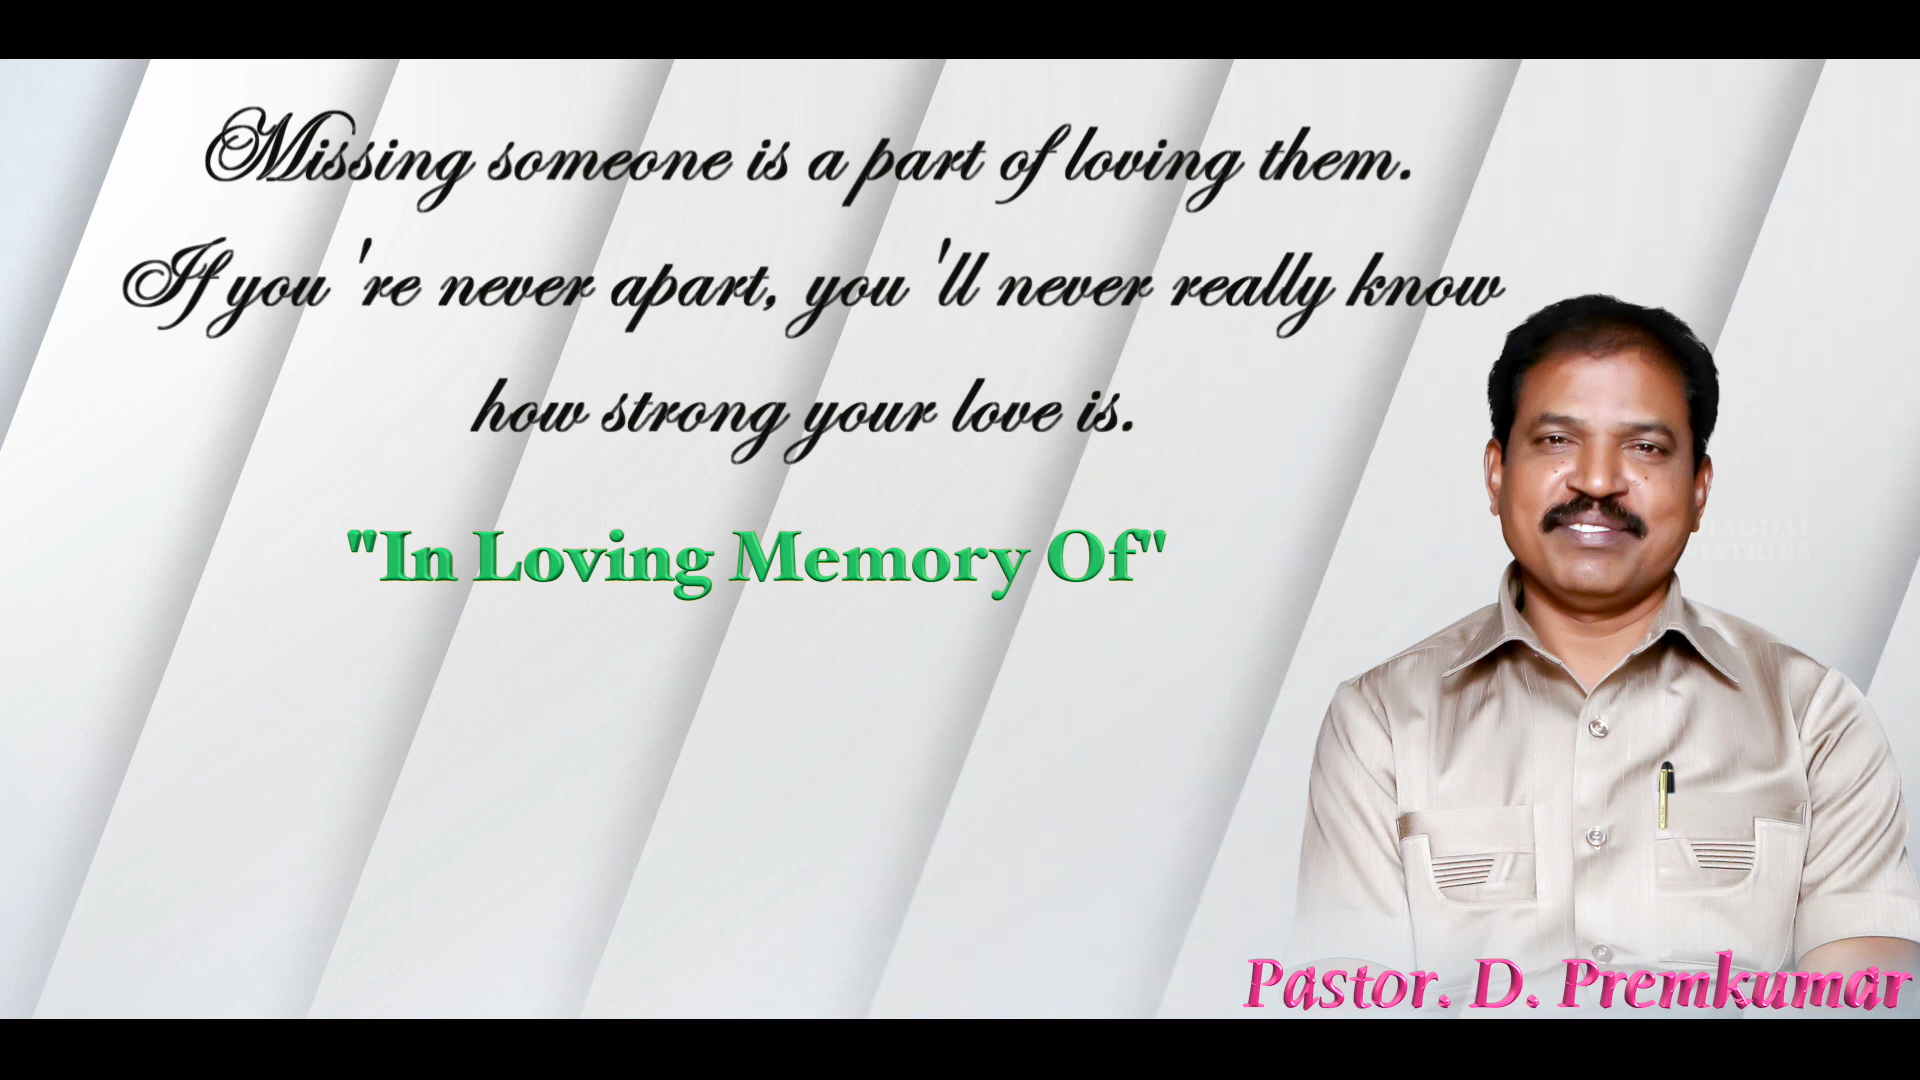 Missing someone is a part of loving them.
If you 're never apart, you 'll never really know
how strong your love is.
"In Loving Memory Of"
Pastor. D. Premkumar